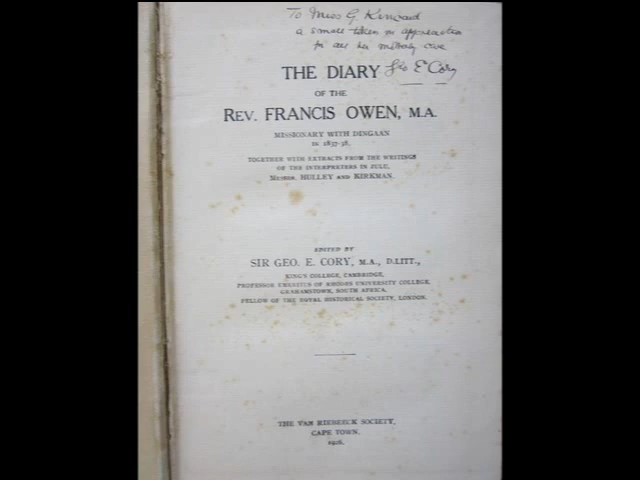 To Miss G. Kincaid
a small token in appreciation
to all her motherly care
Geo E Cory
THE DIARY
OF THE
REV. FRANCIS OWEN, M.A.
MISSIONARY WITH DINGAAN
IN 1837-38,
TOGETHER WITH EXTRACTS FROM THE WRITINGS
OF THE INTERPRETERS IN ZULU,
MESSRS. HULLEY AND KIRKMAN.
EDITED BY
SIR GEO. E. CORY, M.A., D.LITT.,
KING'S COLLEGE, CAMBRIDGE,
PROFESSOR EMERITUS OF RHODES UNIVERSITY COLLEGE,
GRAHAMSTOWN, SOUTH AFRICA,
FELLOW OF THE ROYAL HISTORICAL SOCIETY, LONDON.
THE VAN RIEBEECK SOCIETY,
CAPE TOWN.
1926.